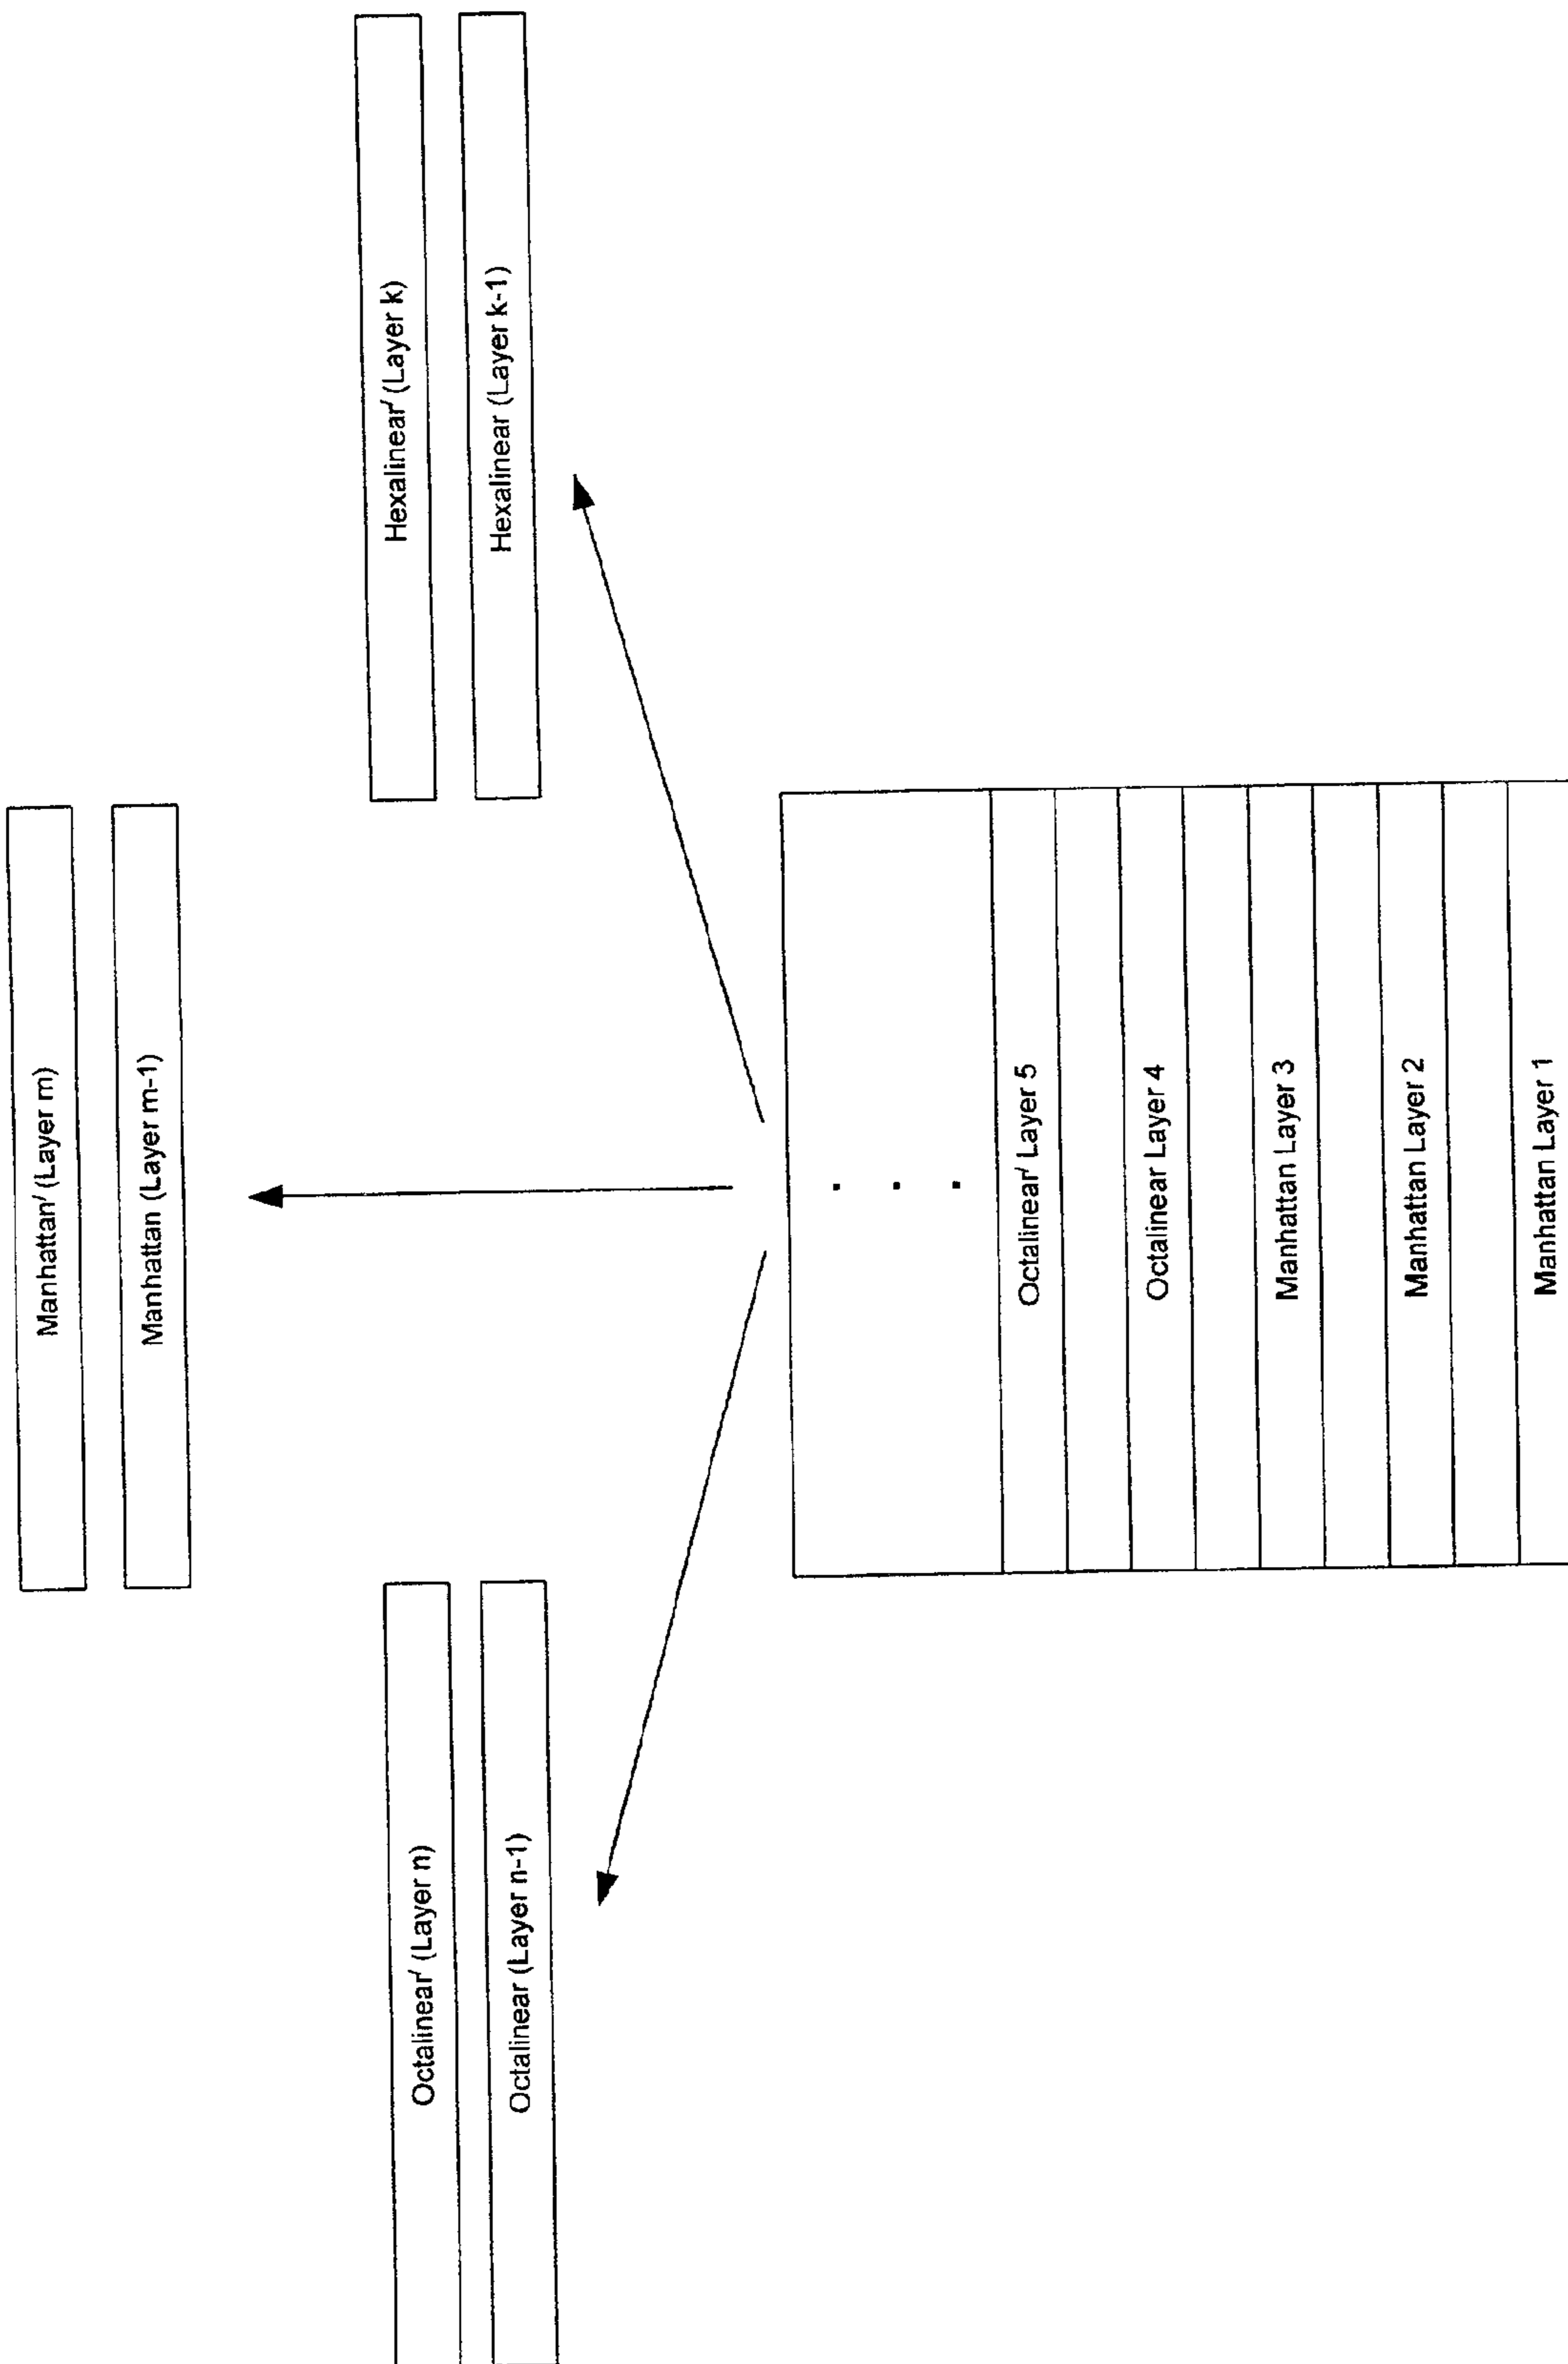 Manhattan' (Layer m)
Manhattan (Layer m-1)
Octalinear' (Layer n)
Octalinear (Layer n-1)
Hexalinear' (Layer k)
Hexalinear (Layer k-1)
. . .
Octalinear' Layer 5
Octalinear Layer 4
Manhattan Layer 3
Manhattan Layer 2
Manhattan Layer 1